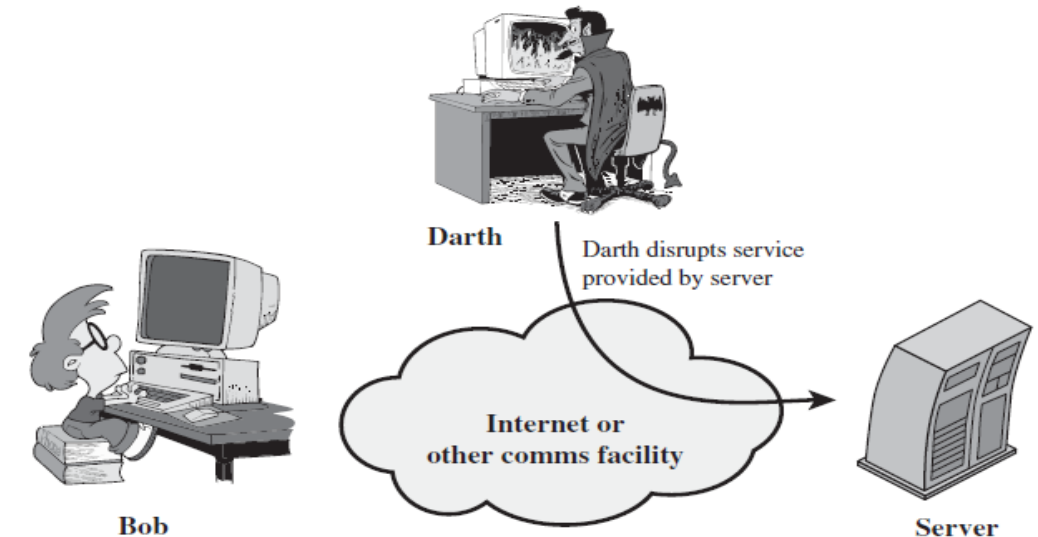 Darth
Darth disrupts service
provided by server
Internet or
other comms facility
Bob
Server